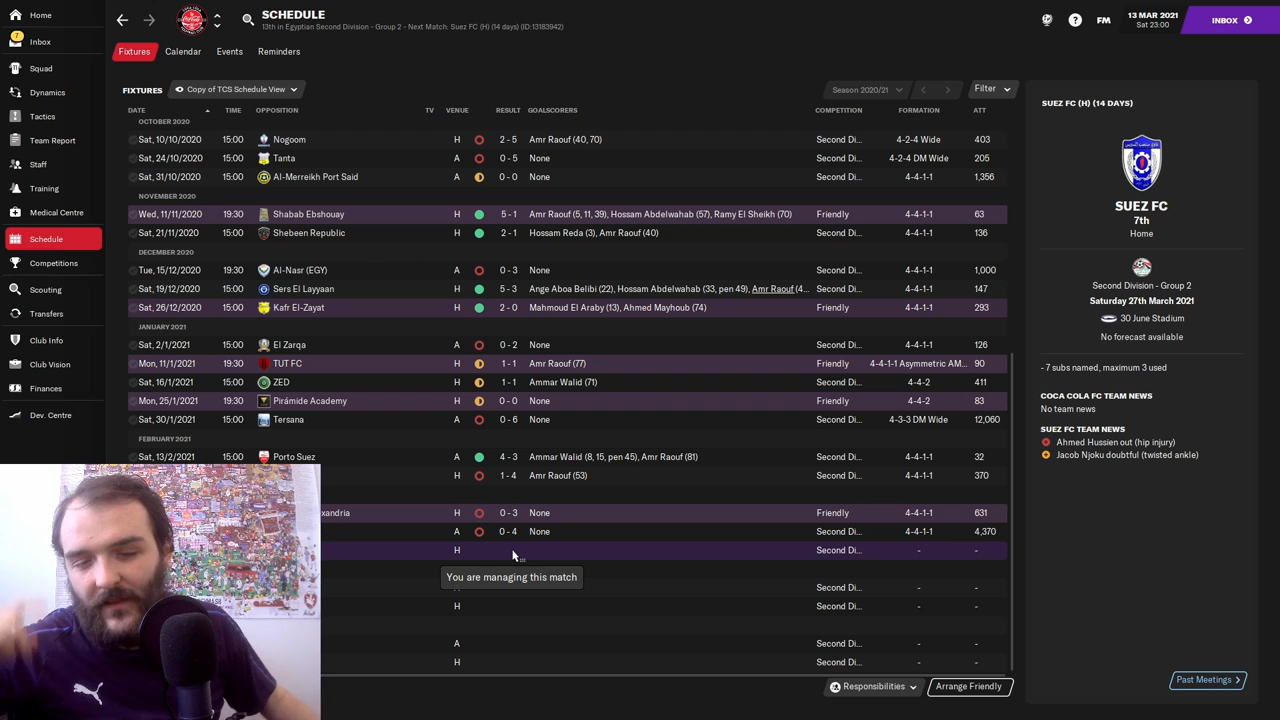 Home
Inbox
7
Squad
Dynamics
Tactics
Team Report
Staff
Training
Medical Centre
Schedule
Competitions
Scouting
Transfers
Club Info
Club Vision
Finances
Dev. Centre
SCHEDULE
13th in Egyptian Second Division - Group 2 - Next Match: Suez FC (H) (14 days) (ID:13183942)
FM
13 MAR 2021
Sat 23:00
INBOX
Fixtures Calendar Events Reminders
FIXTURES Copy of TCS Schedule View Season 2020/21 Filter
DATE TIME OPPOSITION TV VENUE RESULT GOALSCORERS COMPETITION FORMATION ATT
OCTOBER 2020
Sat, 10/10/2020 15:00 Nogoom H 2 - 5 Amr Raouf (40, 70) Second Di... 4-2-4 Wide 403
Sat, 24/10/2020 15:00 Tanta A 0 - 5 None Second Di... 4-2-4 DM Wide 205
Sat, 31/10/2020 15:00 Al-Merreikh Port Said A 0 - 0 None Second Di... 4-4-1-1 1,356
NOVEMBER 2020
Wed, 11/11/2020 19:30 Shabab Ebshouay H 5 - 1 Amr Raouf (5, 11, 39), Hossam Abdelwahab (57), Ramy El Sheikh (70) Friendly 4-4-1-1 63
Sat, 21/11/2020 15:00 Shebeen Republic H 2 - 1 Hossam Reda (3), Amr Raouf (40) Second Di... 4-4-1-1 136
DECEMBER 2020
Tue, 15/12/2020 19:30 Al-Nasr (EGY) A 0 - 3 None Second Di... 4-4-1-1 1,000
Sat, 19/12/2020 15:00 Sers El Layyaan H 5 - 3 Ange Aboa Belibi (22), Hossam Abdelwahab (33, pen 49), Amr Raouf (4... Second Di... 4-4-1-1 147
Sat, 26/12/2020 15:00 Kafr El-Zayat H 2 - 0 Mahmoud El Araby (13), Ahmed Mayhoub (74) Friendly 4-4-1-1 293
JANUARY 2021
Sat, 2/1/2021 15:00 El Zarqa A 0 - 2 None Second Di... 4-4-1-1 126
Mon, 11/1/2021 19:30 TUT FC H 1 - 1 Amr Raouf (77) Friendly 4-4-1-1 Asymmetric AM... 90
Sat, 16/1/2021 15:00 ZED H 1 - 1 Ammar Walid (71) Second Di... 4-4-2 411
Mon, 25/1/2021 19:30 Pirámide Academy H 0 - 0 None Friendly 4-4-2 83
Sat, 30/1/2021 15:00 Tersana A 0 - 6 None Second Di... 4-3-3 DM Wide 12,060
FEBRUARY 2021
Sat, 13/2/2021 15:00 Porto Suez A 4 - 3 Ammar Walid (8, 15, pen 45), Amr Raouf (81) Second Di... 4-4-1-1 32
H 1 - 4 Amr Raouf (53) Second Di... 4-4-1-1 370
xandria H 0 - 3 None Friendly 4-4-1-1 631
A 0 - 4 None Second Di... 4-4-1-1 4,370
H Second Di... - -
You are managing this match
Second Di... - -
H Second Di... - -
A Second Di... - -
H Second Di... - -
Responsibilities Arrange Friendly
SUEZ FC (H) (14 DAYS)
SUEZ FC
7th
Home
Second Division - Group 2
Saturday 27th March 2021
30 June Stadium
No forecast available
- 7 subs named, maximum 3 used
COCA COLA FC TEAM NEWS
No team news
SUEZ FC TEAM NEWS
Ahmed Hussien out (hip injury)
Jacob Njoku doubtful (twisted ankle)
Past Meetings